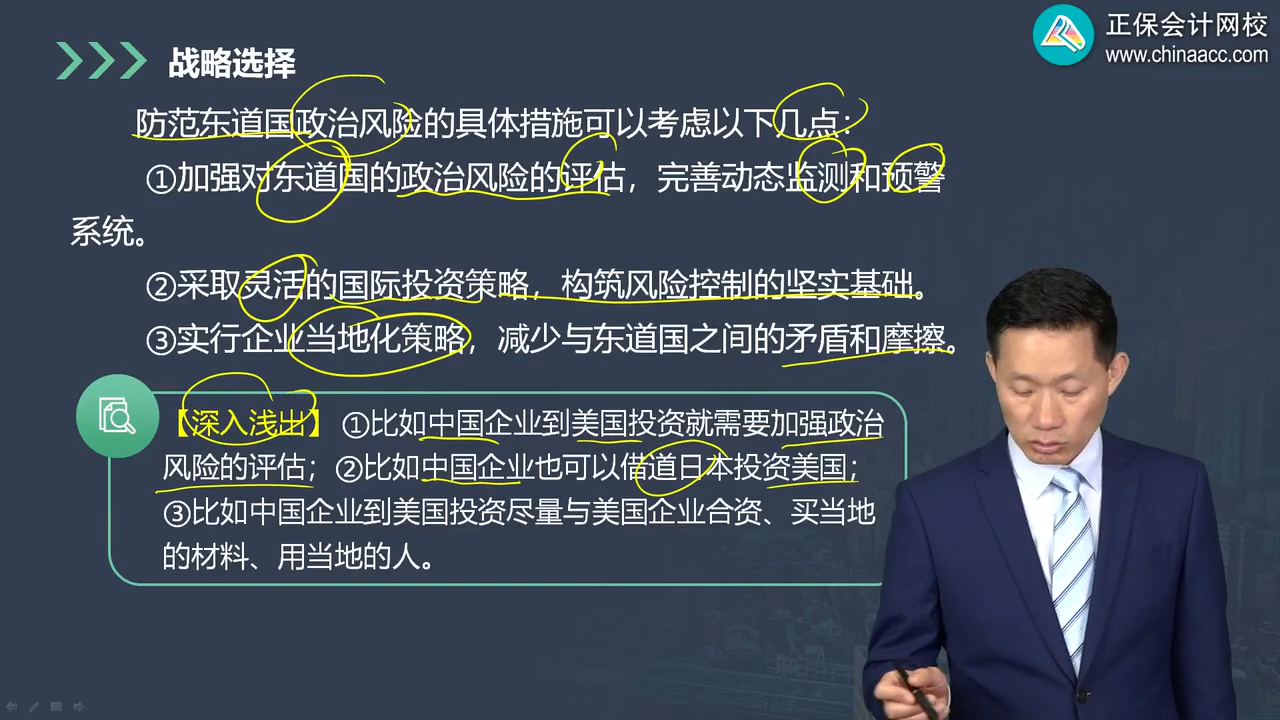 正保会计网校
www.chinaacc.com
战略选择
防范东道国政治风险的具体措施可以考虑以下几点：
①加强对东道国的政治风险的评估，完善动态监测和预警
系统。
②采取灵活的国际投资策略，构筑风险控制的坚实基础。
③实行企业当地化策略，减少与东道国之间的矛盾和摩擦。
【深入浅出】①比如中国企业到美国投资就需要加强政治
风险的评估；②比如中国企业也可以借道日本投资美国；
③比如中国企业到美国投资尽量与美国企业合资、买当地
的材料、用当地的人。